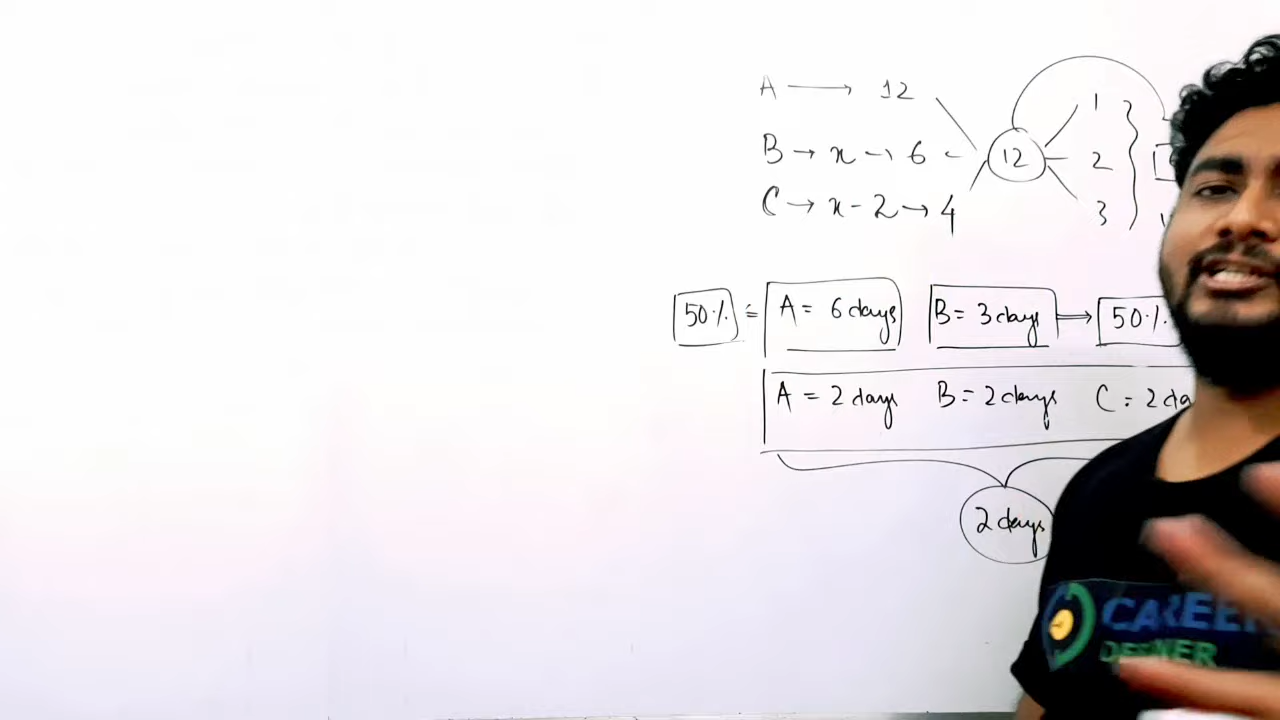 A → 12
B → x → 6
C → x - 2 → 4
12
1
2
3
50% = A = 6 days B = 3 days ⟹ 50%
A = 2 days B = 2 days C = 2 da
2 days
CAREE